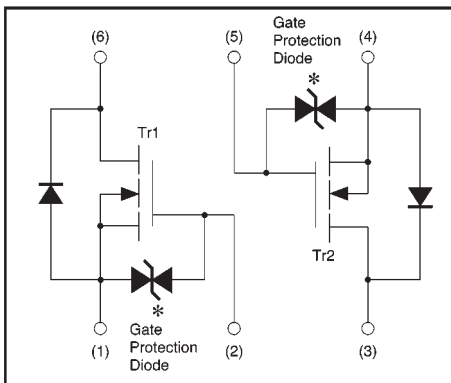 Gate
Protection
Diode
(6)
(5)
(4)
*
Tr1
Tr2
*
Gate
Protection
Diode
(1)
(2)
(3)